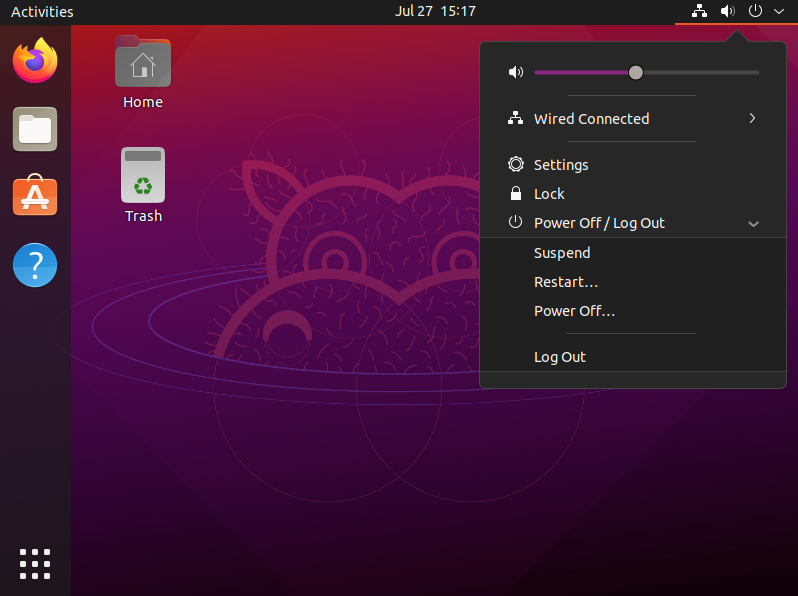 Activities
Jul 27 15:17
Home
Trash
Wired Connected
Settings
Lock
Power Off / Log Out
Suspend
Restart…
Power Off…
Log Out